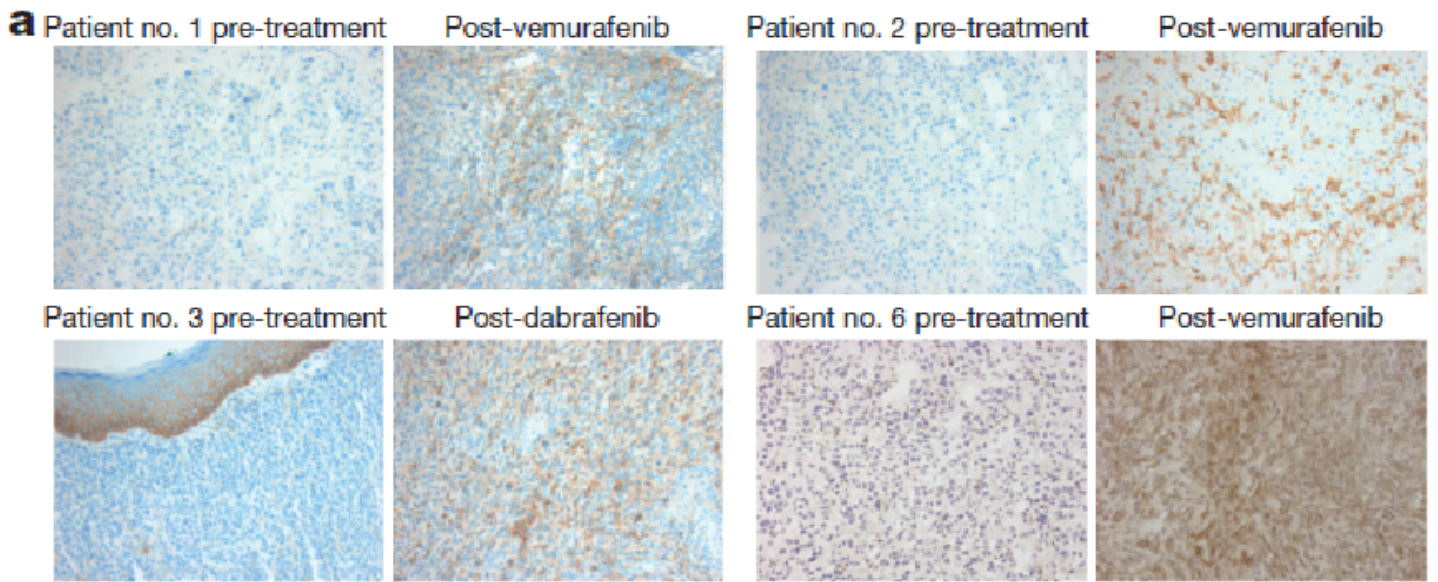 a Patient no. 1 pre-treatment Post-vemurafenib Patient no. 2 pre-treatment Post-vemurafenib
Patient no. 3 pre-treatment Post-dabrafenib Patient no. 6 pre-treatment Post-vemurafenib